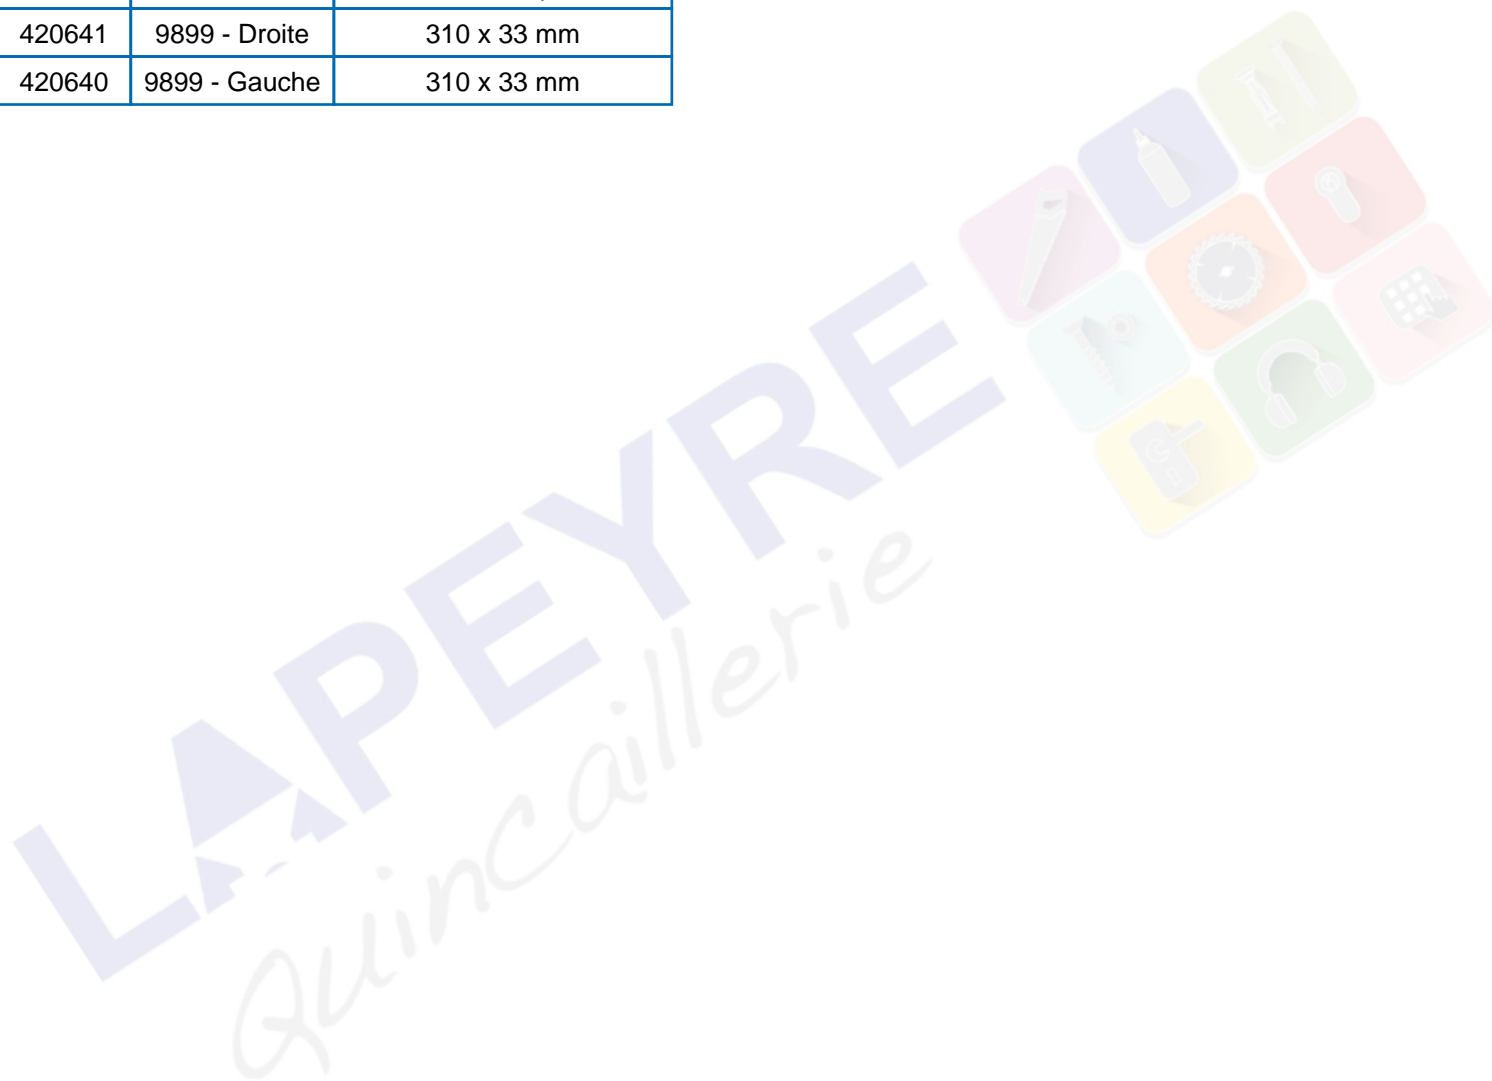 420641 9899 - Droite 310 x 33 mm
420640 9899 - Gauche 310 x 33 mm
LAPEYRE
Quincaillerie